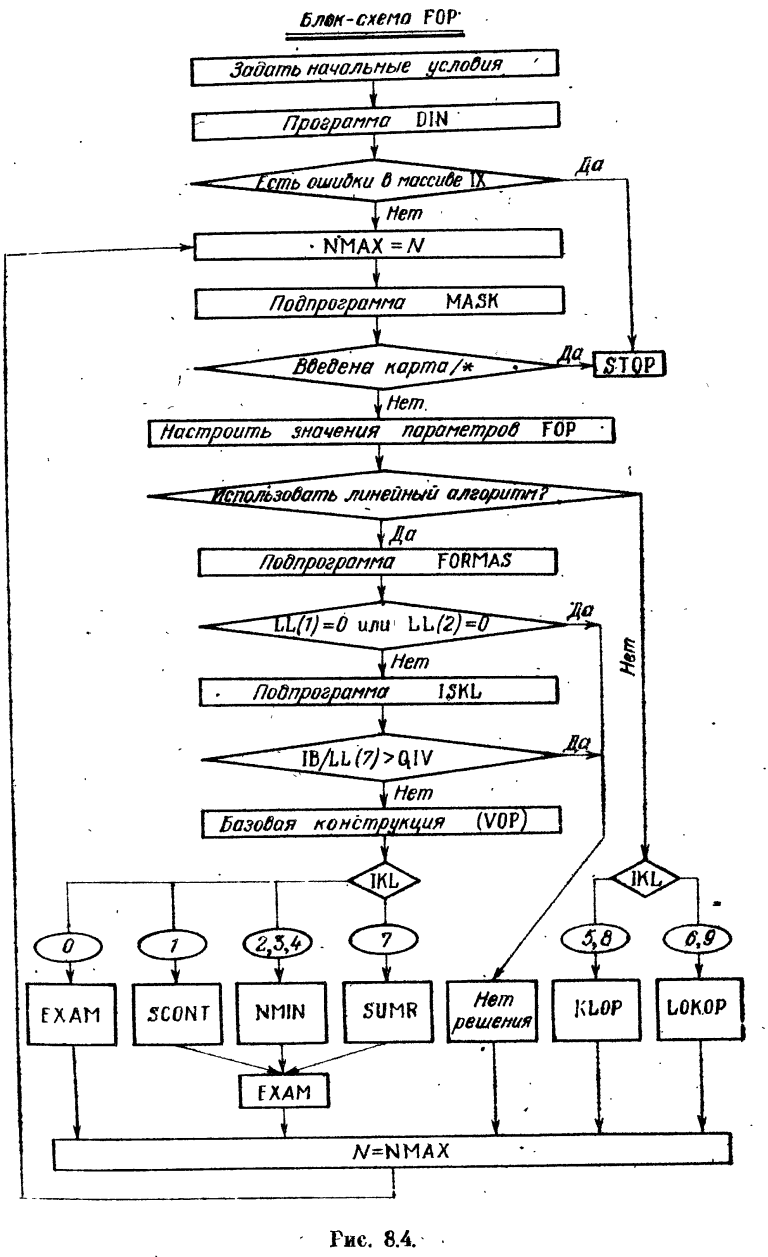 Блок-схема FOP
Задать начальные условия
Программа DIN
Есть ошибки в массиве IX
Да
Нет
NMAX = N
Подпрограмма MASK
Введена карта /*
Да
STOP
Нет
Настроить значения параметров FOP
Использовать линейный алгоритм?
Да
Нет
Подпрограмма FORMAS
LL(1)=0 или LL(2)=0
Да
Нет
Подпрограмма ISKL
IB/LL(7)>QIV
Да
Нет
Базовая конструкция (VOP)
IKL
IKL
0
1
2,3,4
7
5,8
6,9
EXAM
SCONT
NMIN
SUMR
Нет
решения
KLOP
LOKOP
EXAM
N=NMAX
Рис. 8.4.